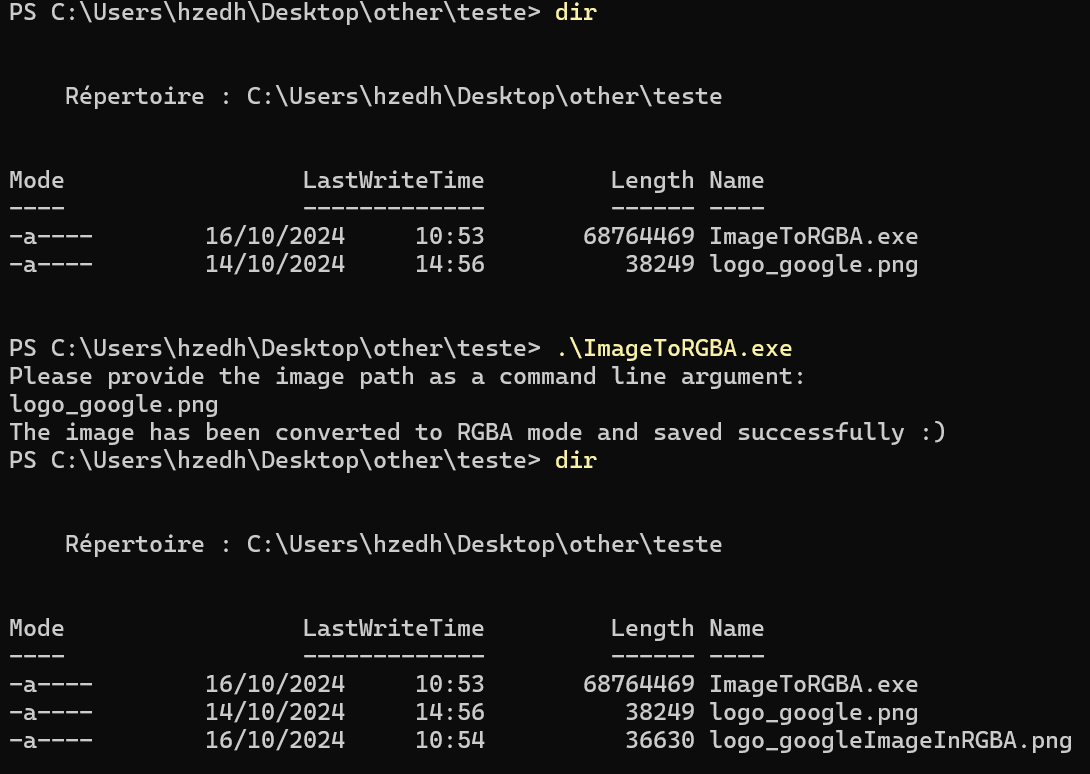 PS C:\Users\hzedh\Desktop\other\teste> dir
Répertoire : C:\Users\hzedh\Desktop\other\teste
Mode LastWriteTime Length Name
---- ------------- ------ ----
-a---- 16/10/2024 10:53 68764469 ImageToRGBA.exe
-a---- 14/10/2024 14:56 38249 logo_google.png
PS C:\Users\hzedh\Desktop\other\teste> .\ImageToRGBA.exe
Please provide the image path as a command line argument:
logo_google.png
The image has been converted to RGBA mode and saved successfully :)
PS C:\Users\hzedh\Desktop\other\teste> dir
Répertoire : C:\Users\hzedh\Desktop\other\teste
Mode LastWriteTime Length Name
---- ------------- ------ ----
-a---- 16/10/2024 10:53 68764469 ImageToRGBA.exe
-a---- 14/10/2024 14:56 38249 logo_google.png
-a---- 16/10/2024 10:54 36630 logo_googleImageInRGBA.png